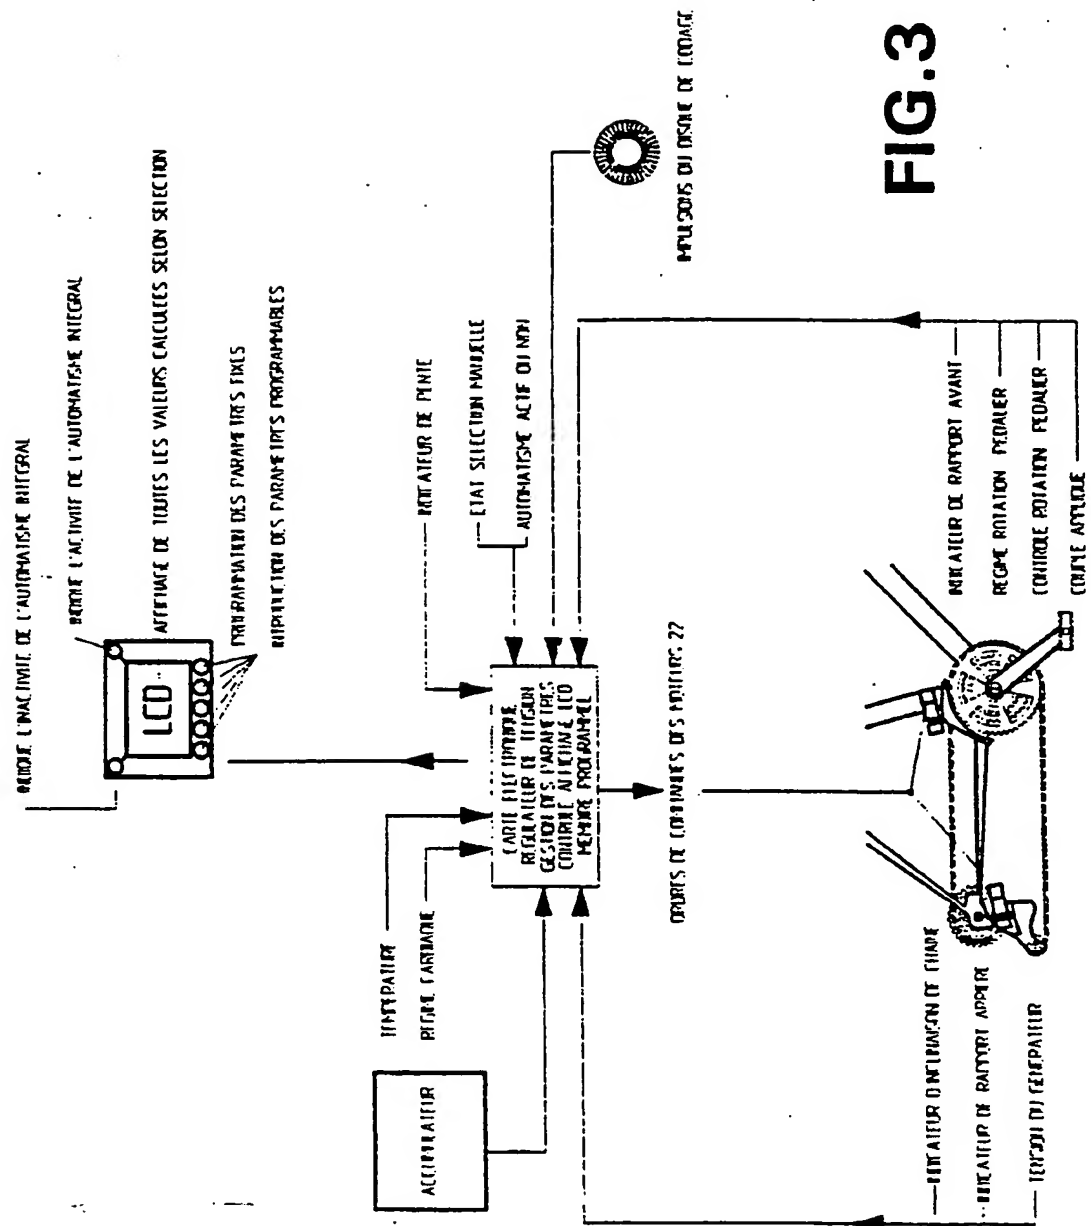 INDIQUE L'INACTIVITE DE L'AUTOMATISME INTEGRAL
INDIQUE L'ACTIVITE DE L'AUTOMATISME INTEGRAL
LCD
AFFICHAGE DE TOUTES LES VALEURS CALCULEES SELON SELECTION
PROGRAMMATION DES PARAMETRES FIXES
INTRODUCTION DES PARAMETRES PROGRAMMABLES
TEMPERATURE
REGIME CARDIAQUE
INDICATEUR DE PENTE
ETAT SELECTION MANUELLE
AUTOMATISME ACTIF OU NON
ACCUMULATEUR
CARTE ELECTRONIQUE
REGULATEUR DE TENSION
GESTION DES PARAMETRES
CONTROLE AFFICHAGE LCD
MEMOIRE PROGRAMMEE
IMPULSIONS DU DISQUE DE CODAGE
ORDRES DE COMMANDES DES MOTEURS 22
INDICATEUR D'INCLINAISON DE CHAINE
INDICATEUR DE RAPPORT ARRIERE
TENSION DU GENERATEUR
INDICATEUR DE RAPPORT AVANT
REGIME ROTATION PEDALIER
CONTROLE ROTATION PEDALIER
COUPLE APPLIQUE
FIG.3